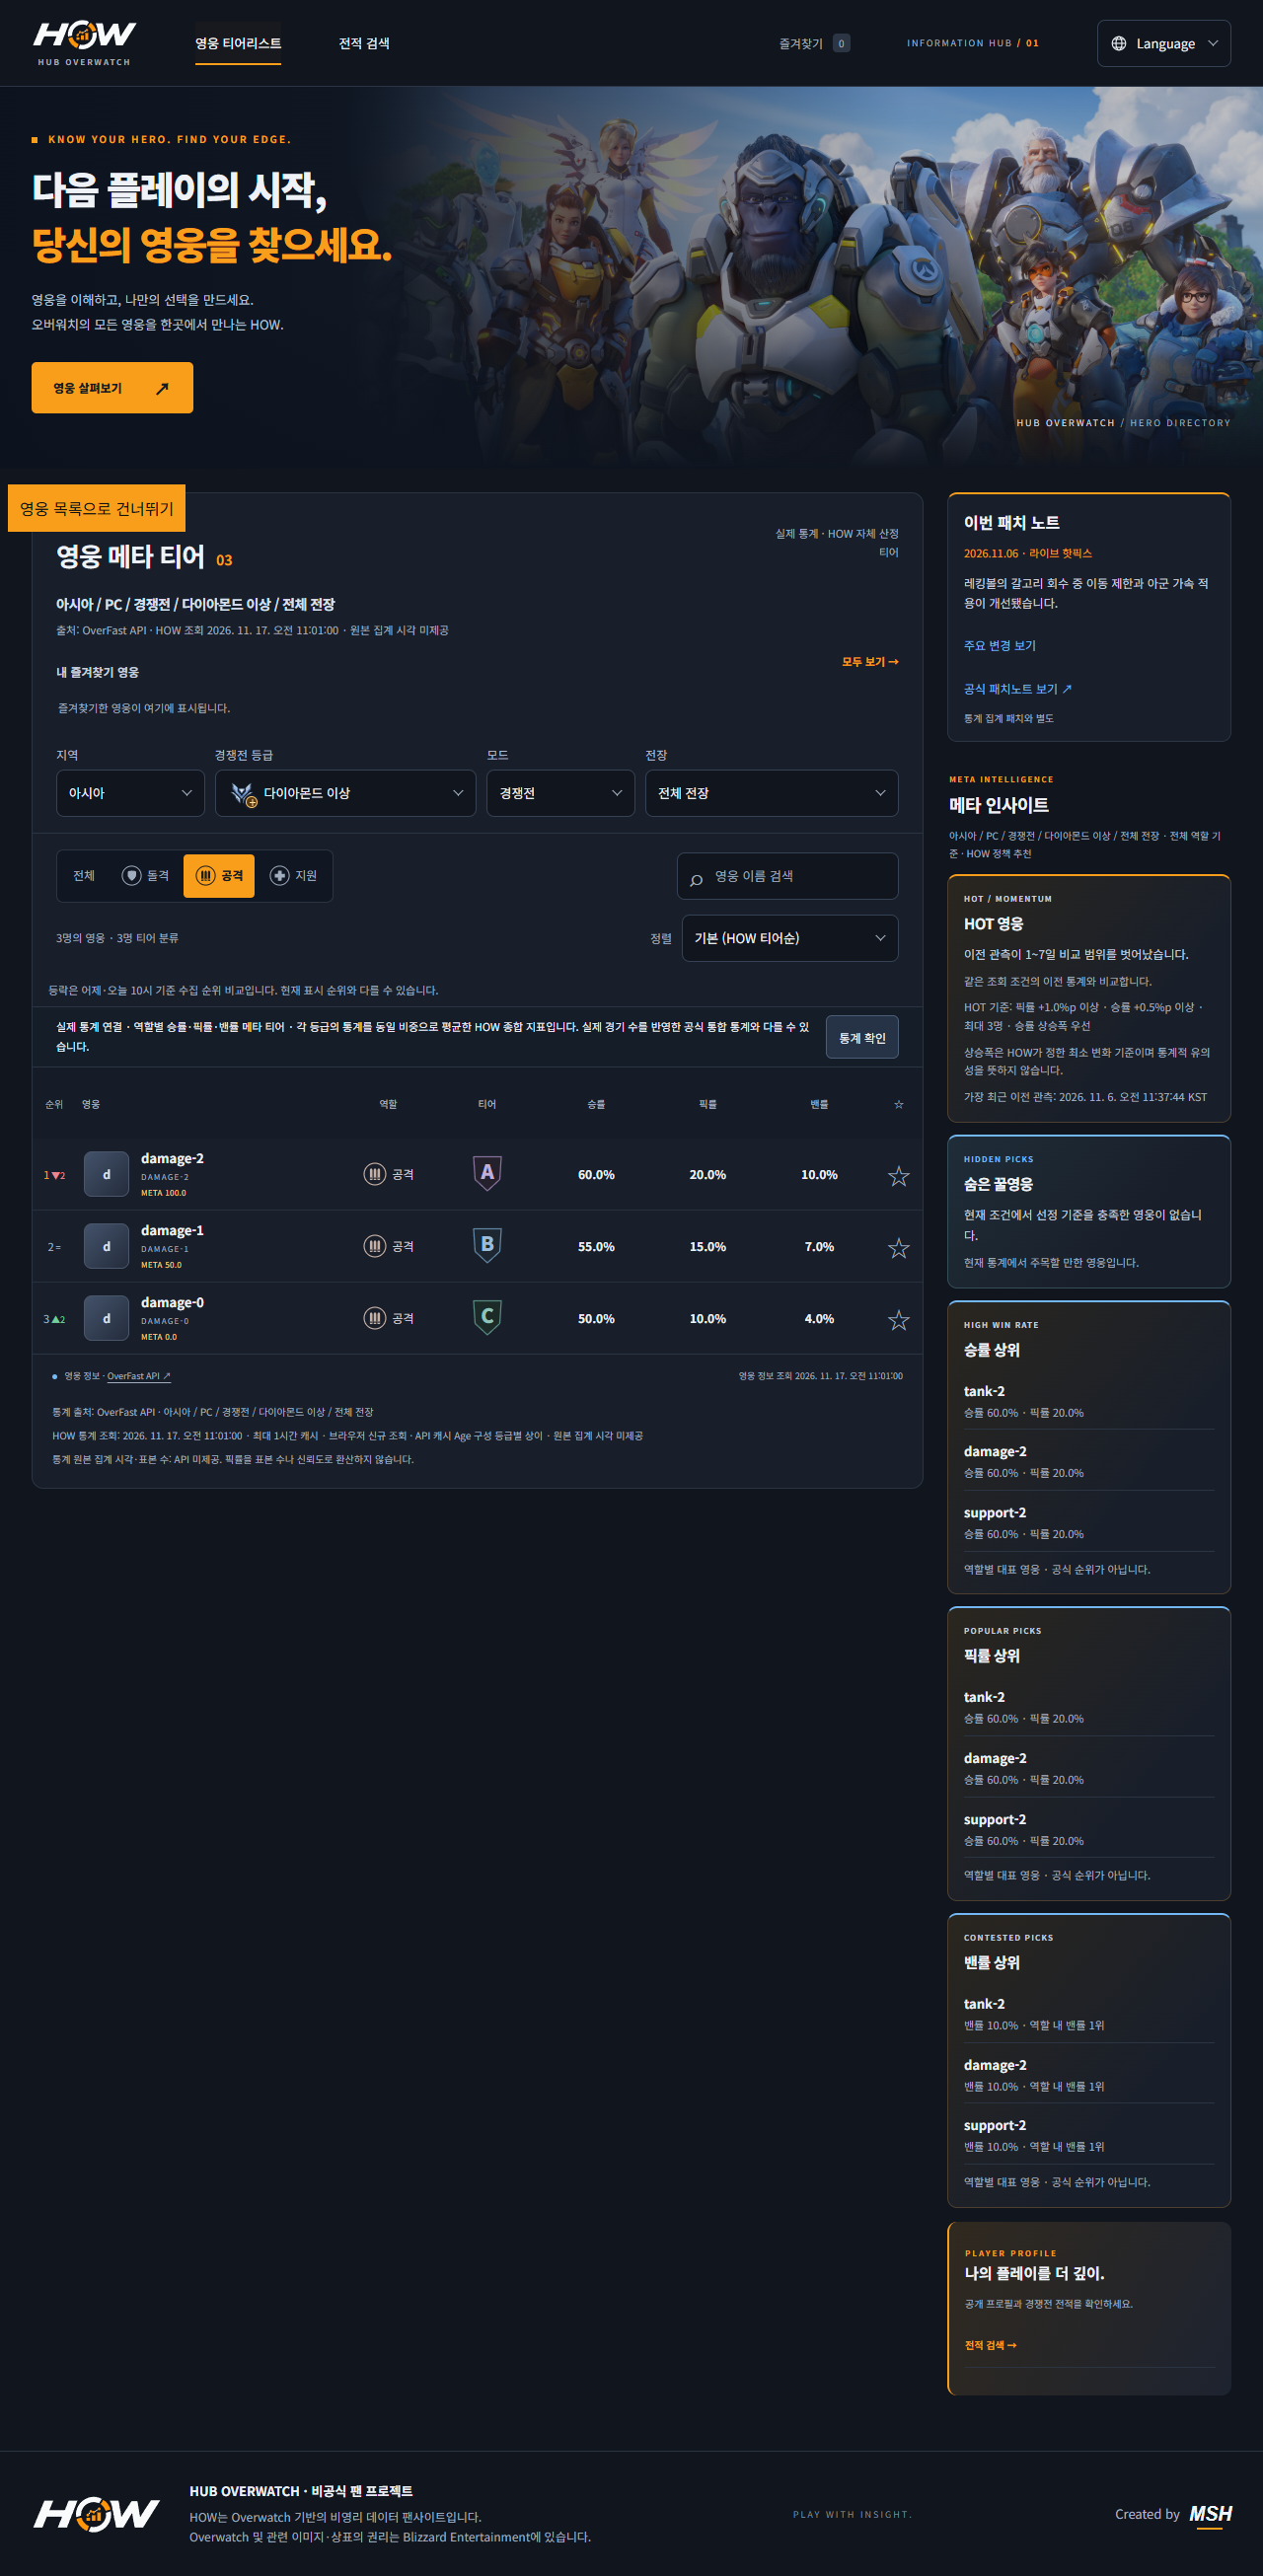 HOW
HUB OVERWATCH
영웅 티어리스트
전적 검색
즐겨찾기 0
INFORMATION HUB / 01
Language
KNOW YOUR HERO. FIND YOUR EDGE.
다음 플레이의 시작,
당신의 영웅을 찾으세요.
영웅을 이해하고, 나만의 선택을 만드세요.
오버워치의 모든 영웅을 한곳에서 만나는 HOW.
영웅 살펴보기 ↗
HUB OVERWATCH / HERO DIRECTORY
영웅 목록으로 건너뛰기
영웅 메타 티어 03
실제 통계 · HOW 자체 산정
티어
아시아 / PC / 경쟁전 / 다이아몬드 이상 / 전체 전장
출처: OverFast API · HOW 조회 2026. 11. 17. 오전 11:01:00 · 원본 집계 시각 미제공
내 즐겨찾기 영웅
모두 보기 →
즐겨찾기한 영웅이 여기에 표시됩니다.
지역 경쟁전 등급 모드 전장
아시아 다이아몬드 이상 경쟁전 전체 전장
전체 돌격 공격 지원
영웅 이름 검색
3명의 영웅 · 3명 티어 분류
정렬 기본 (HOW 티어순)
등락은 어제·오늘 10시 기준 수집 순위 비교입니다. 현재 표시 순위와 다를 수 있습니다.
실제 통계 연결 · 역할별 승률·픽률·밴률 메타 티어 · 각 등급의 통계를 동일 비중으로 평균한 HOW 종합 지표입니다. 실제 경기 수를 반영한 공식 통합 통계와 다를 수 있
습니다.
통계 확인
순위 영웅 역할 티어 승률 픽률 밴률 ☆
1 ▼2 d damage-2 공격 A 60.0% 20.0% 10.0% ☆
DAMAGE-2
META 100.0
2 = d damage-1 공격 B 55.0% 15.0% 7.0% ☆
DAMAGE-1
META 50.0
3 ▲2 d damage-0 공격 C 50.0% 10.0% 4.0% ☆
DAMAGE-0
META 0.0
영웅 정보 · OverFast API ↗
영웅 정보 조회 2026. 11. 17. 오전 11:01:00
통계 출처: OverFast API · 아시아 / PC / 경쟁전 / 다이아몬드 이상 / 전체 전장
HOW 통계 조회: 2026. 11. 17. 오전 11:01:00 · 최대 1시간 캐시 · 브라우저 신규 조회 · API 캐시 Age 구성 등급별 상이 · 원본 집계 시각 미제공
통계 원본 집계 시각·표본 수: API 미제공. 픽률을 표본 수나 신뢰도로 환산하지 않습니다.
이번 패치 노트
2026.11.06 · 라이브 핫픽스
레킹볼의 갈고리 회수 중 이동 제한과 아군 가속 적
용이 개선됐습니다.
주요 변경 보기
공식 패치노트 보기 ↗
통계 집계 패치와 별도
META INTELLIGENCE
메타 인사이트
아시아 / PC / 경쟁전 / 다이아몬드 이상 / 전체 전장 · 전체 역할 기
준 · HOW 정책 추천
HOT / MOMENTUM
HOT 영웅
이전 관측이 1~7일 비교 범위를 벗어났습니다.
같은 조회 조건의 이전 통계와 비교합니다.
HOT 기준: 픽률 +1.0%p 이상 · 승률 +0.5%p 이상 ·
최대 3명 · 승률 상승폭 우선
상승폭은 HOW가 정한 최소 변화 기준이며 통계적 유의
성을 뜻하지 않습니다.
가장 최근 이전 관측: 2026. 11. 6. 오전 11:37:44 KST
HIDDEN PICKS
숨은 꿀영웅
현재 조건에서 선정 기준을 충족한 영웅이 없습니
다.
현재 통계에서 주목할 만한 영웅입니다.
HIGH WIN RATE
승률 상위
tank-2
승률 60.0% · 픽률 20.0%
damage-2
승률 60.0% · 픽률 20.0%
support-2
승률 60.0% · 픽률 20.0%
역할별 대표 영웅 · 공식 순위가 아닙니다.
POPULAR PICKS
픽률 상위
tank-2
승률 60.0% · 픽률 20.0%
damage-2
승률 60.0% · 픽률 20.0%
support-2
승률 60.0% · 픽률 20.0%
역할별 대표 영웅 · 공식 순위가 아닙니다.
CONTESTED PICKS
밴률 상위
tank-2
밴률 10.0% · 역할 내 밴률 1위
damage-2
밴률 10.0% · 역할 내 밴률 1위
support-2
밴률 10.0% · 역할 내 밴률 1위
역할별 대표 영웅 · 공식 순위가 아닙니다.
PLAYER PROFILE
나의 플레이를 더 깊이.
공개 프로필과 경쟁전 전적을 확인하세요.
전적 검색 →
HOW
HUB OVERWATCH · 비공식 팬 프로젝트
HOW는 Overwatch 기반의 비영리 데이터 팬사이트입니다.
Overwatch 및 관련 이미지·상표의 권리는 Blizzard Entertainment에 있습니다.
PLAY WITH INSIGHT.
Created by MSH